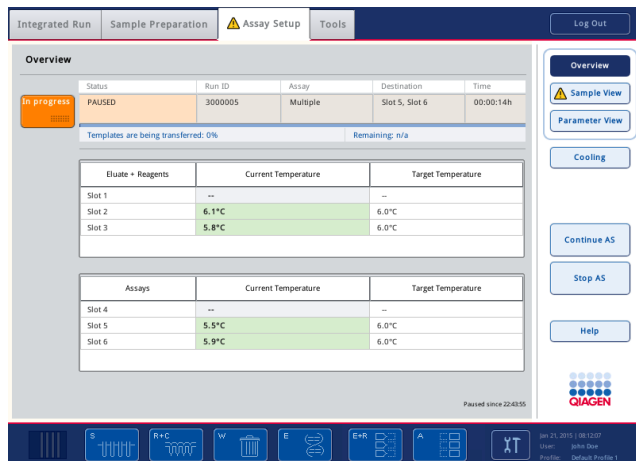 Integrated Run
Sample Preparation
Assay Setup
Tools
Log Out
Overview
Status Run ID Assay Destination Time
In progress
PAUSED 3000005 Multiple Slot 5, Slot 6 00:00:14h
Templates are being transferred: 0% Remaining: n/a
Eluate + Reagents Current Temperature Target Temperature
Slot 1 -- --
Slot 2 6.1°C 6.0°C
Slot 3 5.8°C 6.0°C
Assays Current Temperature Target Temperature
Slot 4 -- --
Slot 5 5.5°C 6.0°C
Slot 6 5.9°C 6.0°C
Paused since 22:43:55
Overview
Sample View
Parameter View
Cooling
Continue AS
Stop AS
Help
QIAGEN
S
R+C
W
E
E+R
A
Jan 21, 2015 | 08:12:07
User: John Doe
Profile: Default Profile 1